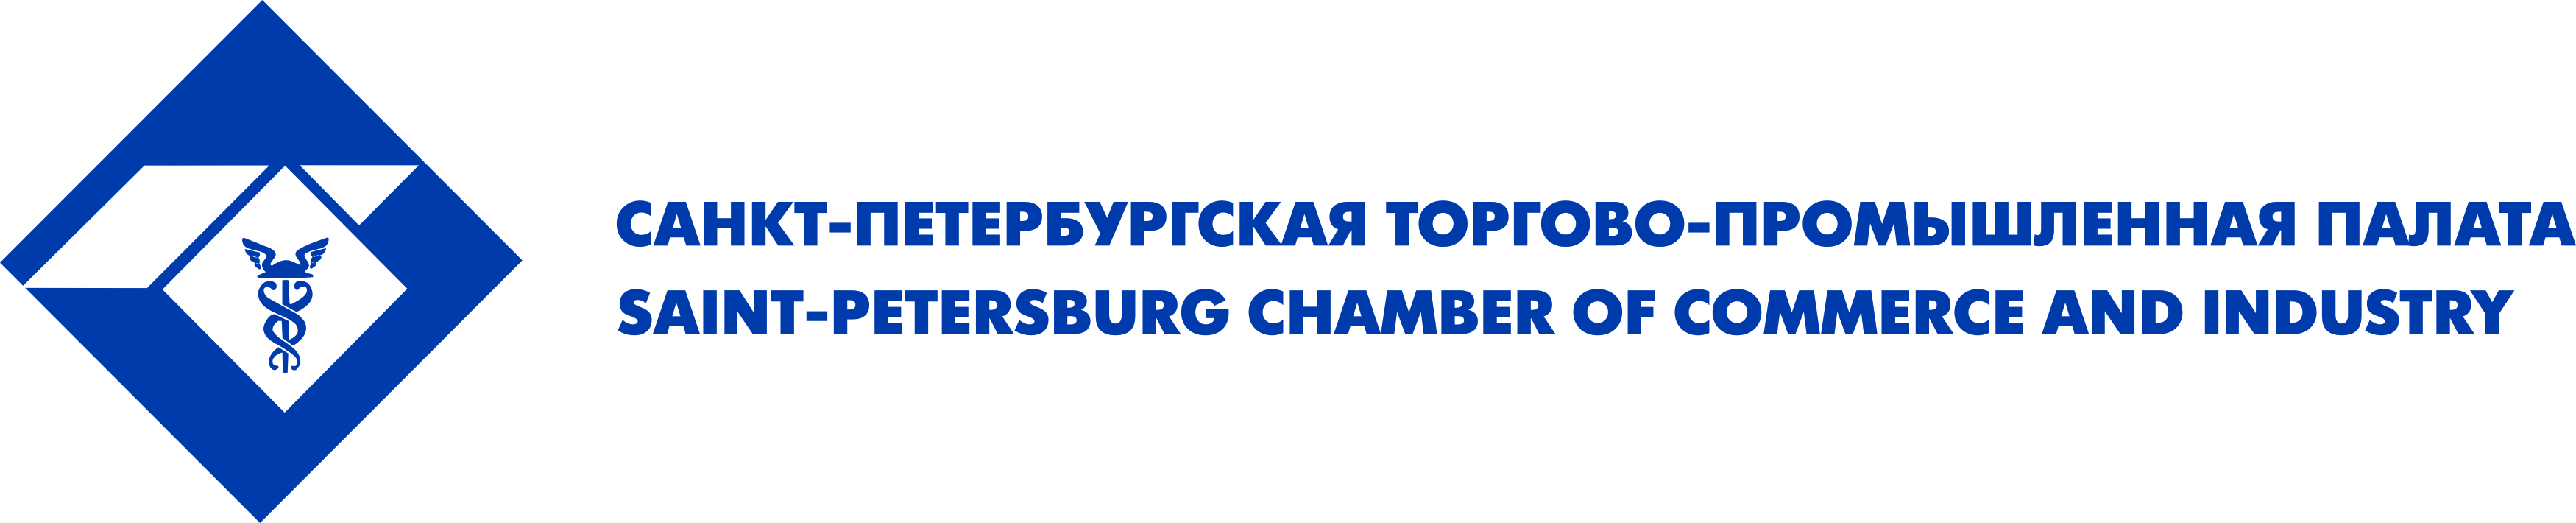 САНКТ-ПЕТЕРБУРГСКАЯ ТОРГОВО-ПРОМЫШЛЕННАЯ ПАЛАТА
SAINT-PETERSBURG CHAMBER OF COMMERCE AND INDUSTRY